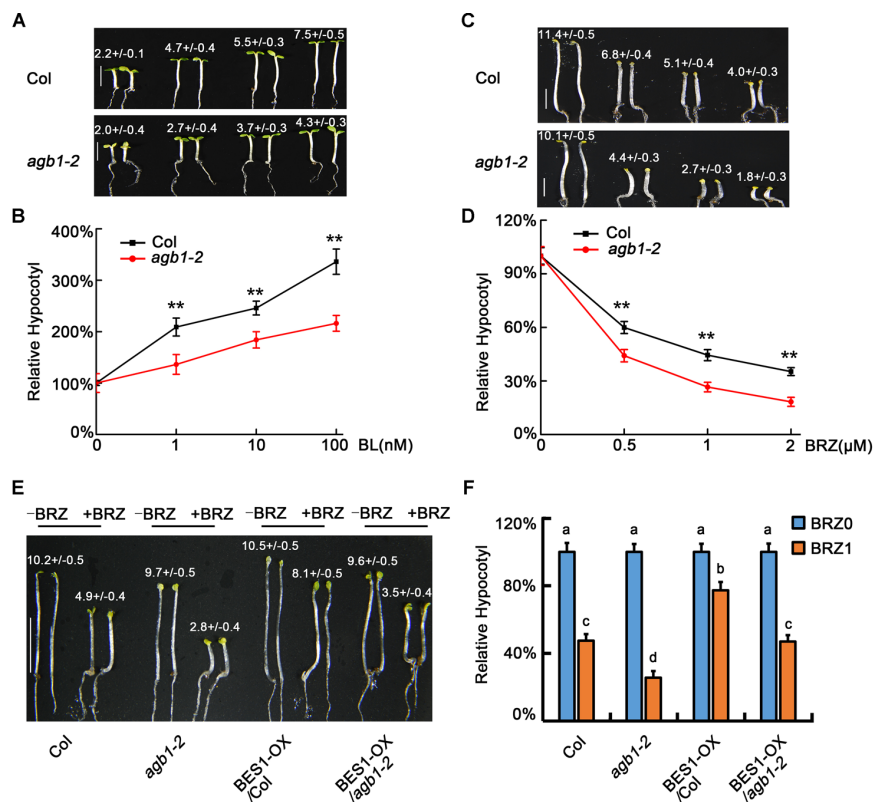 A
2.2+/-0.1 4.7+/-0.4 5.5+/-0.3 7.5+/-0.5
Col
2.0+/-0.4 2.7+/-0.4 3.7+/-0.3 4.3+/-0.3
agb1-2
B
400%
300%
200%
100%
0%
Relative Hypocotyl
Col
agb1-2
** ** **
0 1 10 100 BL(nM)
C
11.4+/-0.5 6.8+/-0.4 5.1+/-0.4 4.0+/-0.3
Col
10.1+/-0.5 4.4+/-0.3 2.7+/-0.3 1.8+/-0.3
agb1-2
D
120%
90%
60%
30%
0%
Relative Hypocotyl
Col
agb1-2
** ** **
0 0.5 1 2 BRZ(μM)
E
−BRZ +BRZ −BRZ +BRZ −BRZ +BRZ −BRZ +BRZ
10.2+/-0.5 4.9+/-0.4 9.7+/-0.5 2.8+/-0.4 10.5+/-0.5 8.1+/-0.5 9.6+/-0.5 3.5+/-0.4
Col
agb1-2
BES1-OX
/Col
BES1-OX
/agb1-2
F
120%
80%
40%
0%
Relative Hypocotyl
BRZ0
BRZ1
a c a d a b a c
Col
agb1-2
BES1-OX
/Col
BES1-OX
/agb1-2